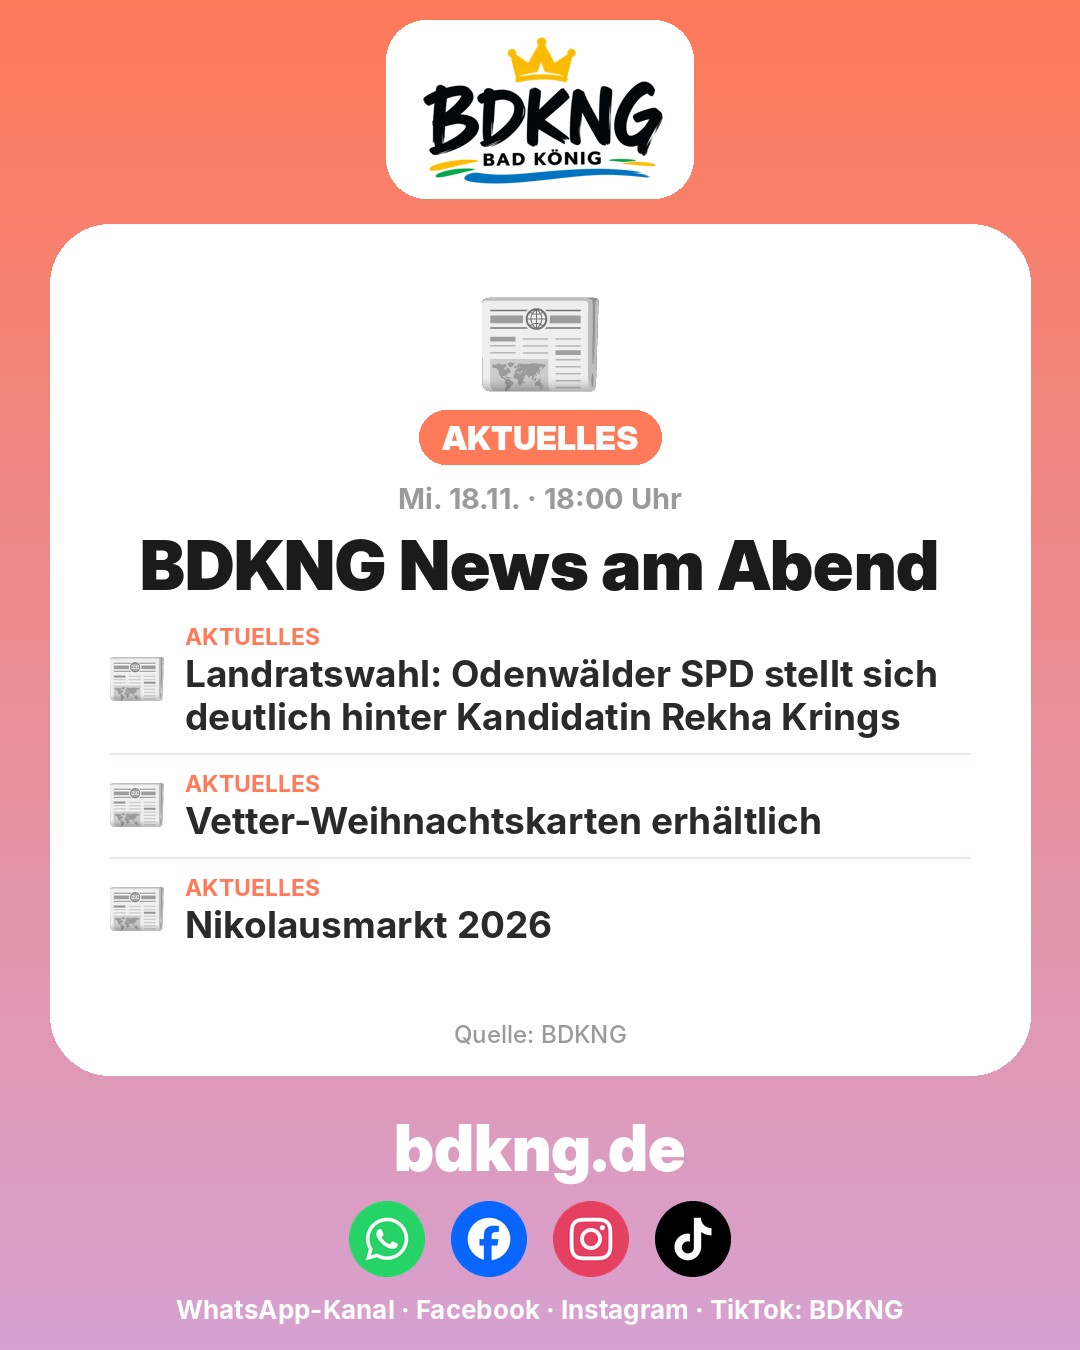 BDKNG
BAD KÖNIG
AKTUELLES
Mi. 18.11. · 18:00 Uhr
BDKNG News am Abend
AKTUELLES
Landratswahl: Odenwälder SPD stellt sich
deutlich hinter Kandidatin Rekha Krings
AKTUELLES
Vetter-Weihnachtskarten erhältlich
AKTUELLES
Nikolausmarkt 2026
Quelle: BDKNG
bdkng.de
WhatsApp-Kanal · Facebook · Instagram · TikTok: BDKNG